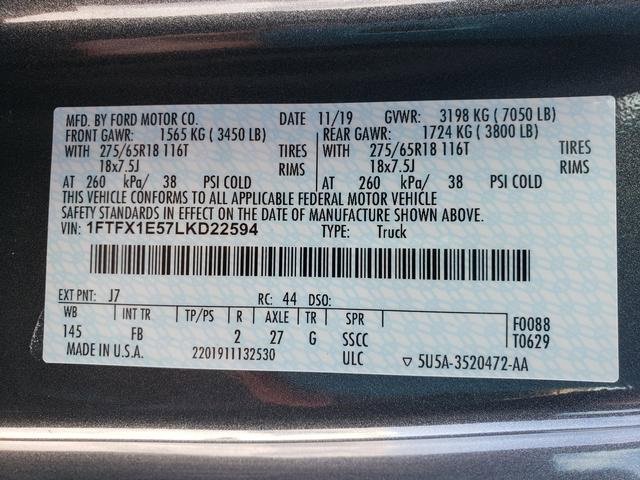 MFD. BY FORD MOTOR CO. DATE 11/19 GVWR: 3198 KG ( 7050 LB)
FRONT GAWR: 1565 KG ( 3450 LB) REAR GAWR: 1724 KG ( 3800 LB)
WITH 275/65R18 116T TIRES WITH 275/65R18 116T TIRES
18x7.5J RIMS 18x7.5J RIMS
AT 260 kPa/ 38 PSI COLD AT 260 kPa/ 38 PSI COLD
THIS VEHICLE CONFORMS TO ALL APPLICABLE FEDERAL MOTOR VEHICLE
SAFETY STANDARDS IN EFFECT ON THE DATE OF MANUFACTURE SHOWN ABOVE.
VIN: 1FTFX1E57LKD22594 TYPE: Truck
EXT PNT: J7 RC: 44 DSO:
WB INT TR TP/PS R AXLE TR SPR F0088
145 FB 2 27 G SSCC T0629
MADE IN U.S.A. 2201911132530 ULC ▽ 5U5A-3520472-AA